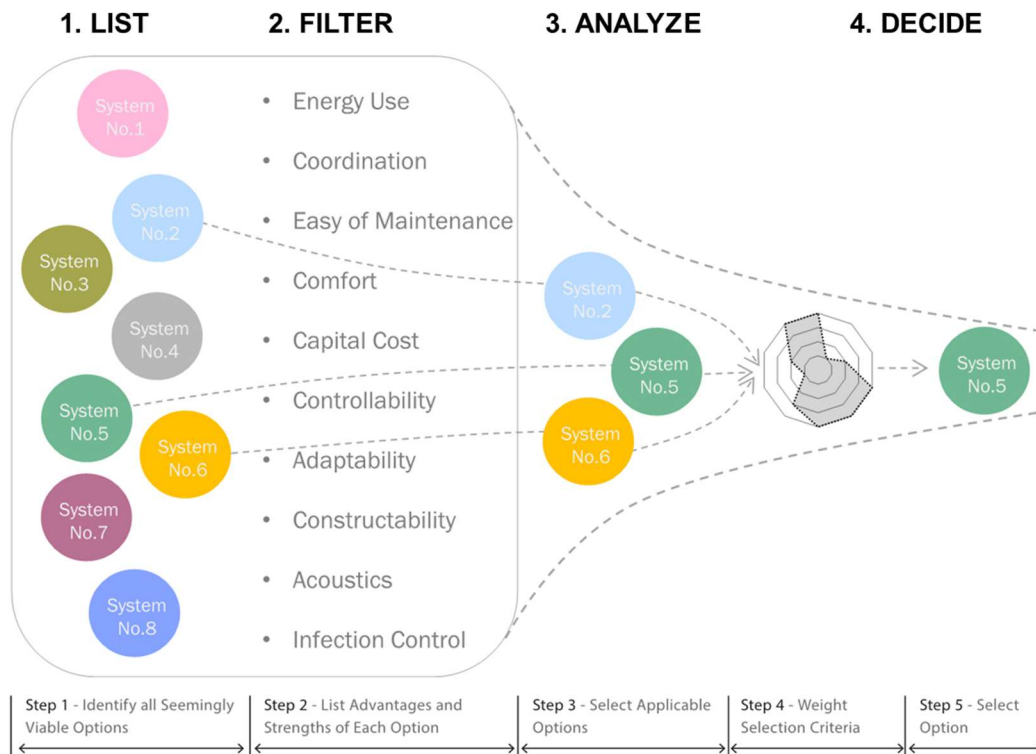 1. LIST
2. FILTER
3. ANALYZE
4. DECIDE
System
No.1
System
No.2
System
No.3
System
No.4
System
No.5
System
No.6
System
No.7
System
No.8
• Energy Use
• Coordination
• Easy of Maintenance
• Comfort
• Capital Cost
• Controllability
• Adaptability
• Constructability
• Acoustics
• Infection Control
System
No.2
System
No.5
System
No.6
System
No.5
Step 1 - Identify all Seemingly
Viable Options
Step 2 - List Advantages and
Strengths of Each Option
Step 3 - Select Applicable
Options
Step 4 - Weight
Selection Criteria
Step 5 - Select
Option